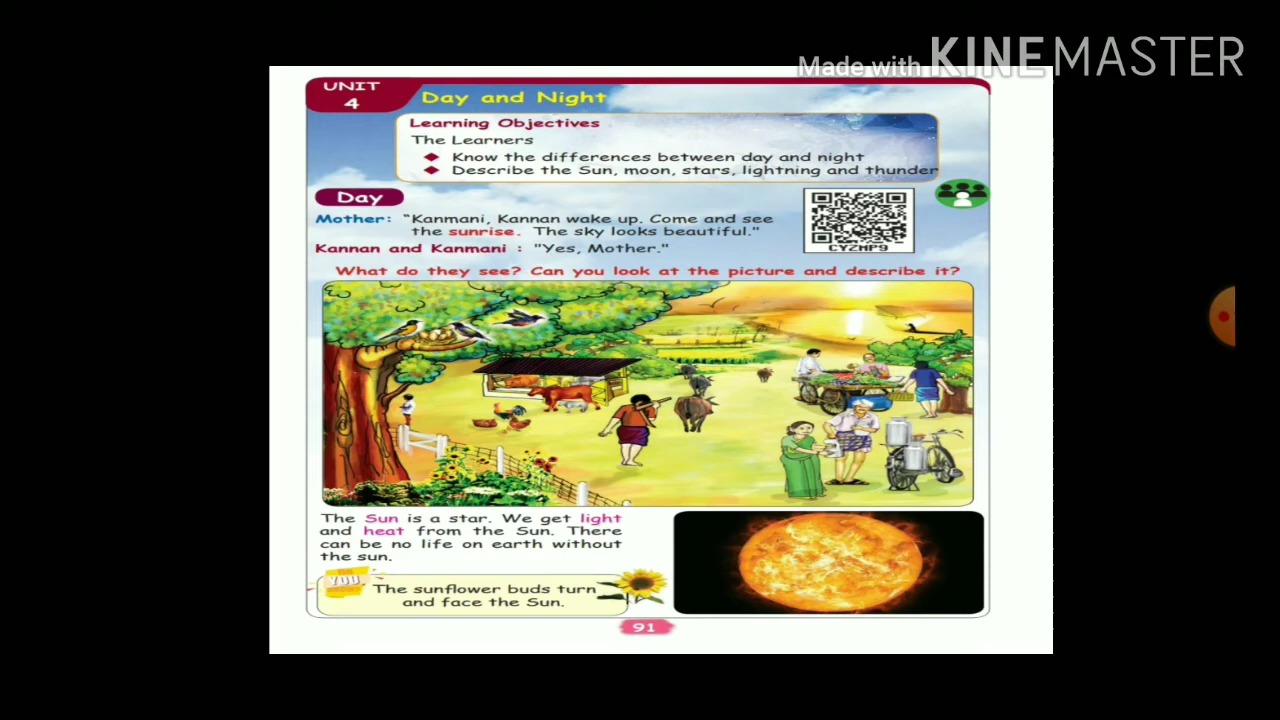 Made with KINEMASTER
UNIT
4
Day and Night
Learning Objectives
The Learners
Know the differences between day and night
Describe the Sun, moon, stars, lightning and thunder
Day
Mother: "Kanmani, Kannan wake up. Come and see
the sunrise. The sky looks beautiful."
Kannan and Kanmani : "Yes, Mother."
CYZMP9
What do they see? Can you look at the picture and describe it?
The Sun is a star. We get light
and heat from the Sun. There
can be no life on earth without
the sun.
YOU
The sunflower buds turn
and face the Sun.
91